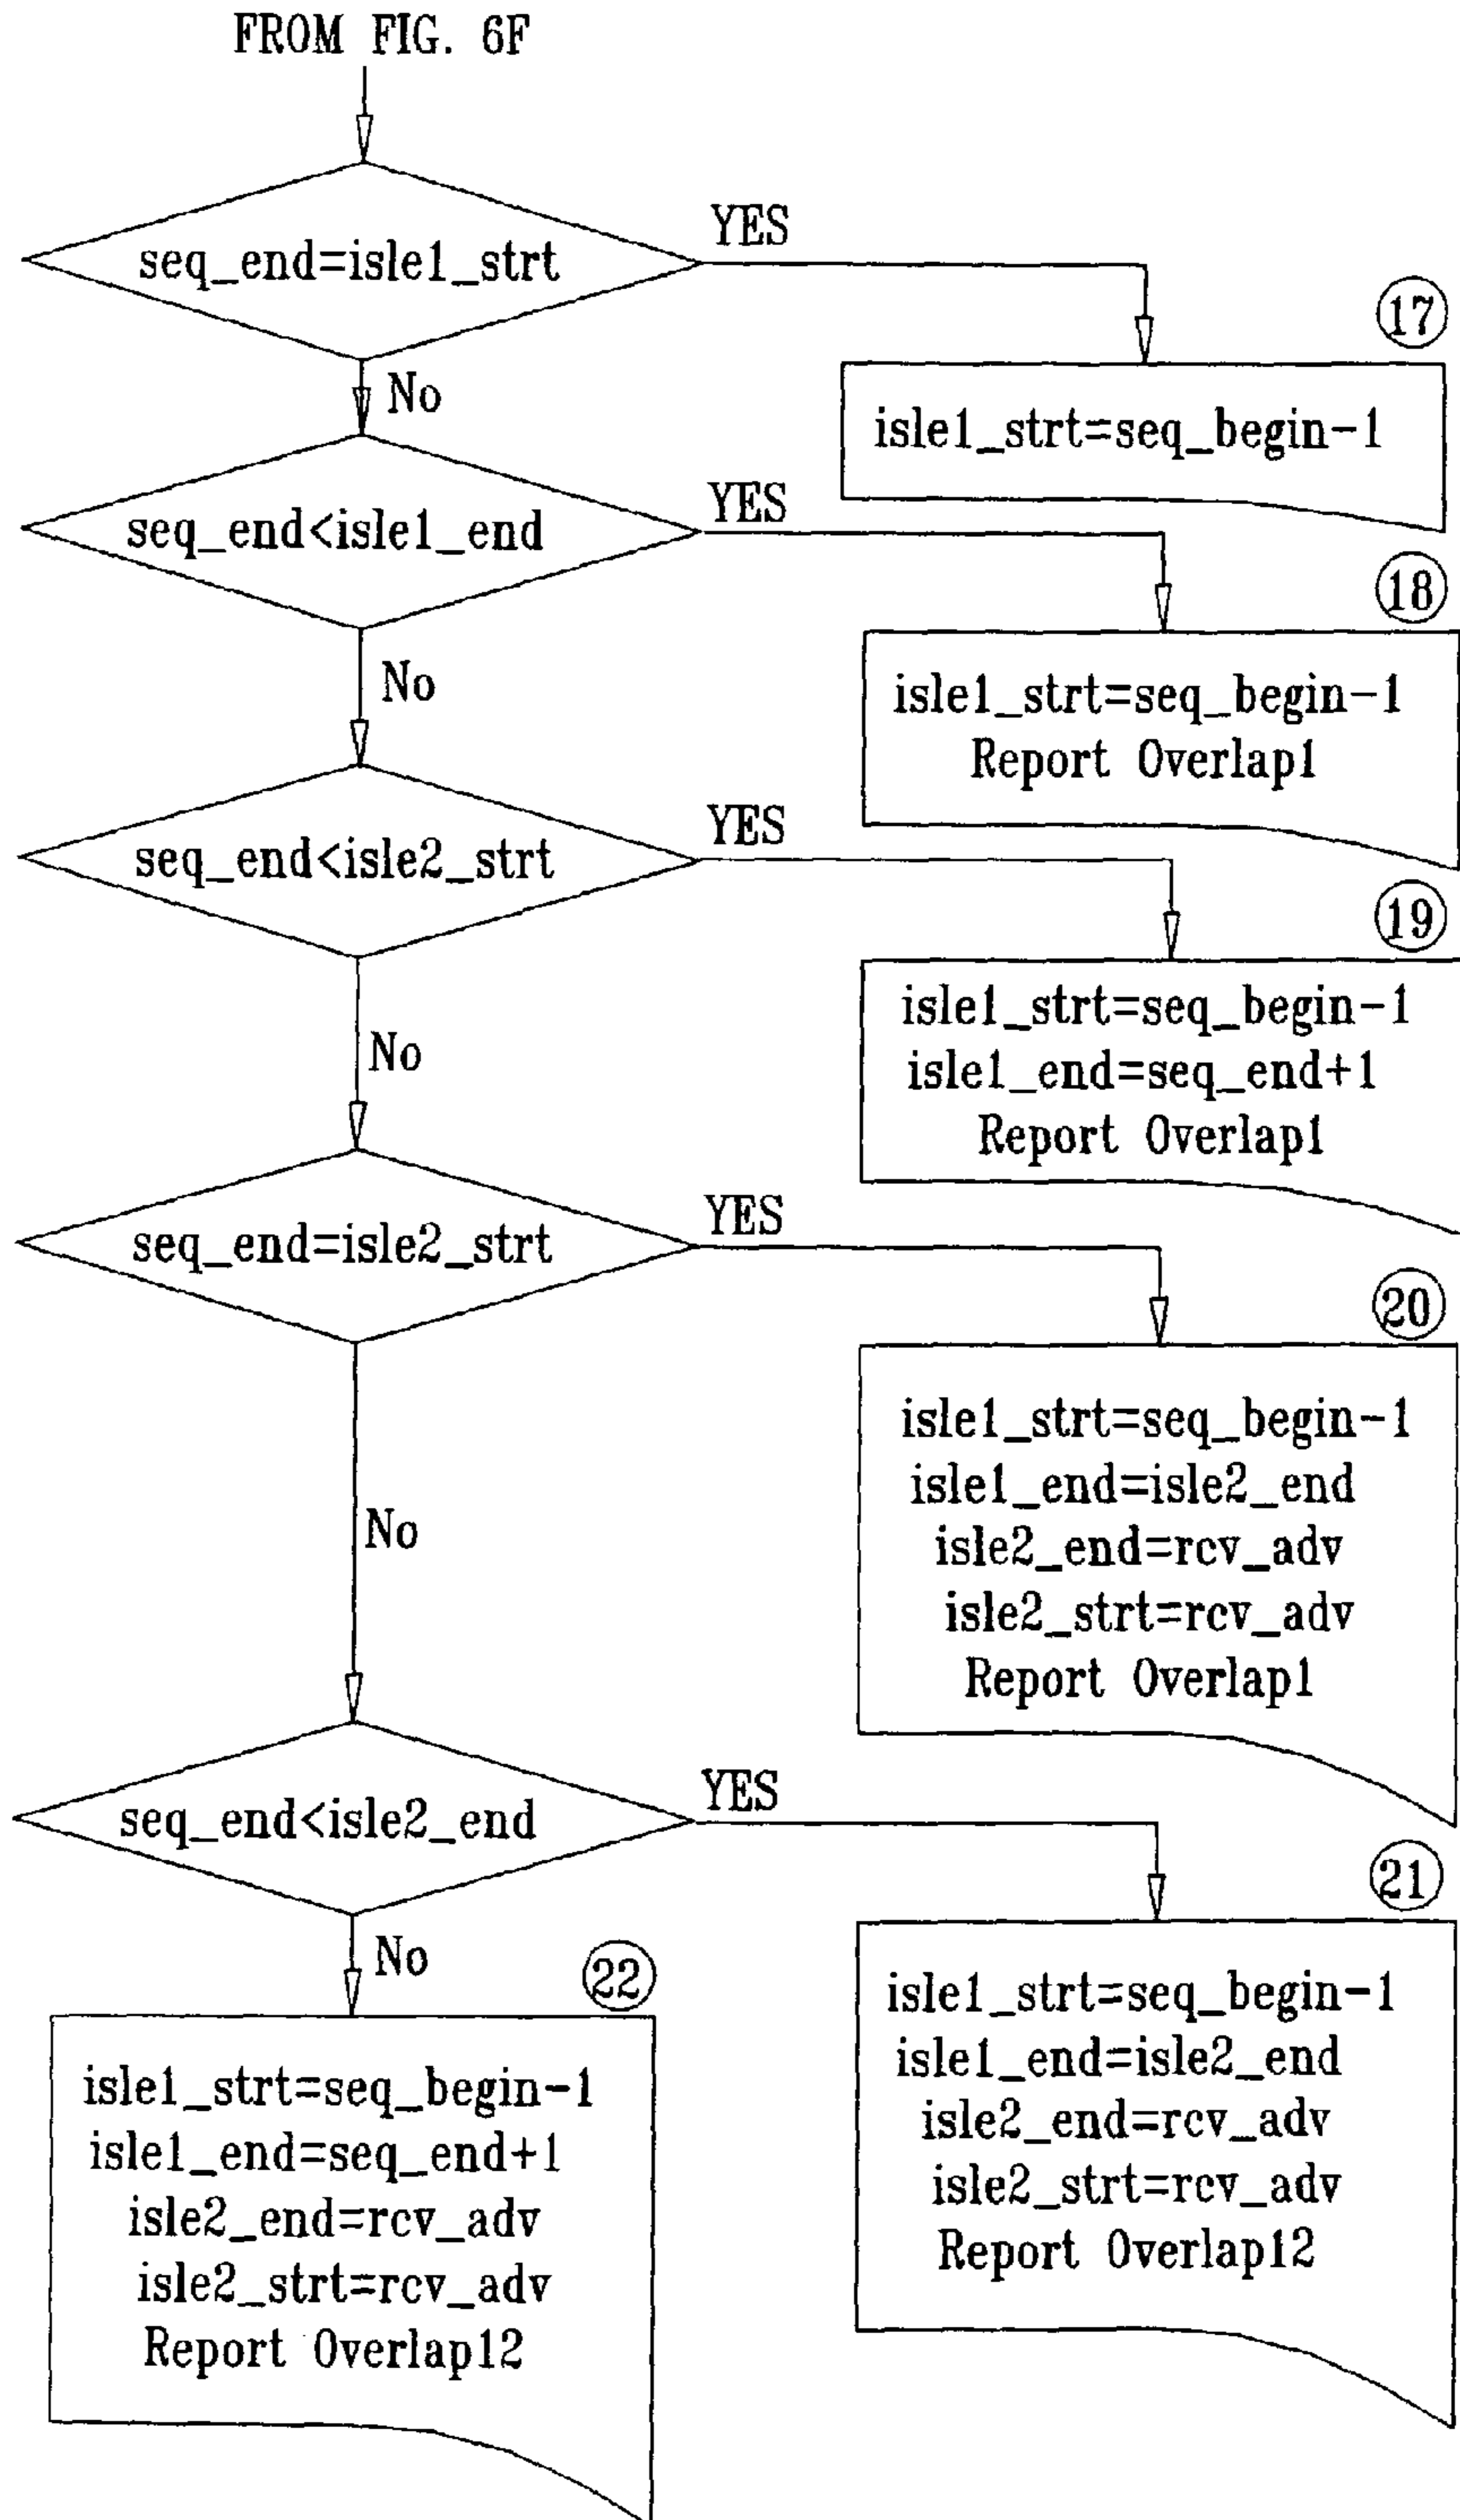 FROM FIG. 6F
seq_end=isle1_strt
YES
No
17
isle1_strt=seq_begin-1
seq_end<isle1_end
YES
No
18
isle1_strt=seq_begin-1
Report Overlap1
seq_end<isle2_strt
YES
No
19
isle1_strt=seq_begin-1
isle1_end=seq_end+1
Report Overlap1
seq_end=isle2_strt
YES
No
20
isle1_strt=seq_begin-1
isle1_end=isle2_end
isle2_end=rcv_adv
isle2_strt=rcv_adv
Report Overlap1
seq_end<isle2_end
YES
No
21
isle1_strt=seq_begin-1
isle1_end=isle2_end
isle2_end=rcv_adv
isle2_strt=rcv_adv
Report Overlap12
22
isle1_strt=seq_begin-1
isle1_end=seq_end+1
isle2_end=rcv_adv
isle2_strt=rcv_adv
Report Overlap12